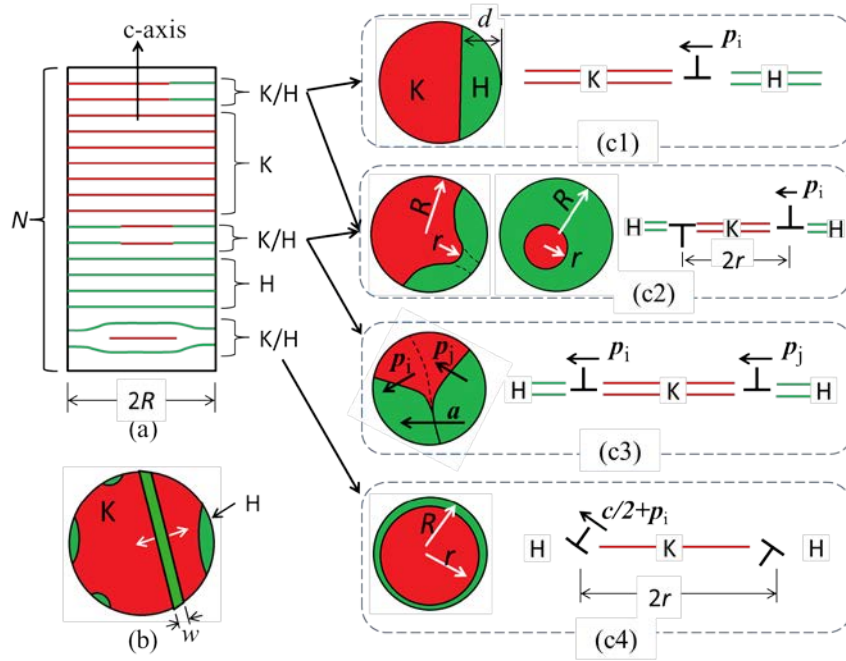 c-axis
K/H
K
N
K/H
H
K/H
2R
(a)
K
H
w
(b)
d
K
H
K
p_i
H
(c1)
R
r
R
r
H
K
p_i
H
2r
(c2)
p_i
p_j
a
H
p_i
K
p_j
H
(c3)
R
r
H
c/2+p_i
K
H
2r
(c4)